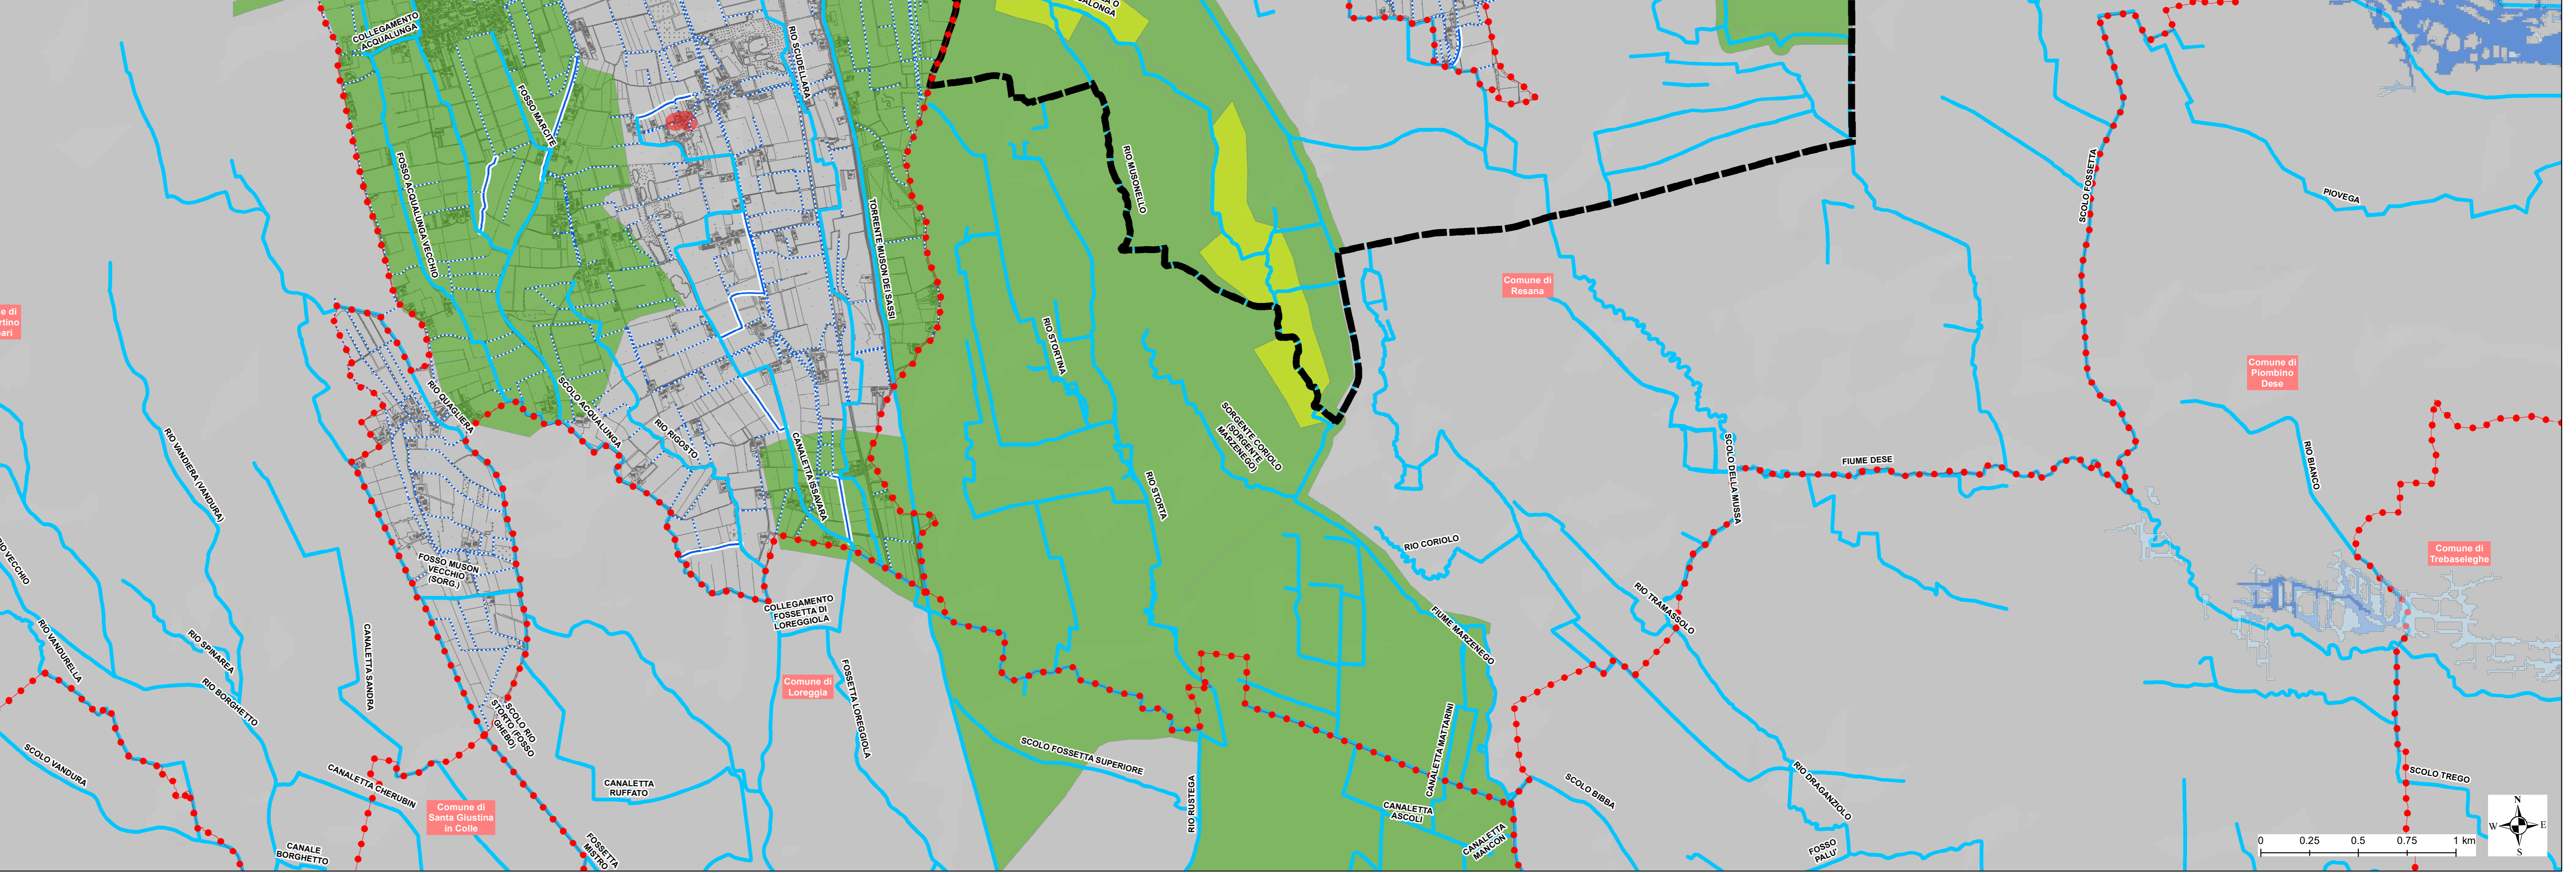 COLLEGAMENTO
ACQUALUNGA
FOSSO MARCITE
RIO SCUDELLARA
FOSSO ACQUALUNGA VECCHIO
TORRENTE MUSON DEI SASSI
RIO MUSONELLO
SCOLO FOSSETTA
PIOVEGA
Comune di
Resana
RIO STORTINA
Comune di
Piombino
Dese
RIO QUAGLIERA
SCOLO ACQUALUNGA
RIO RIGOSTO
CANALETTA ISSAVARA
SORGENTE CORIOLO
(SORGENTE
MARZENEGO)
RIO STORTA
RIO VANDIERA (VANDURA)
SCOLO DELLA MUSSA
FIUME DESE
RIO BIANCO
RIO CORIOLO
Comune di
Trebaseleghe
FOSSO MUSON
VECCHIO
(SORG.)
COLLEGAMENTO
FOSSETTA DI
LOREGGIOLA
RIO TRAMASSOLO
FIUME MARZENEGO
RIO VANDURELLA
RIO SPINAREA
RIO BORGHETTO
CANALETTA SANDRA
Comune di
Loreggia
FOSSETTA LOREGGIOLA
SCOLO RIO
STORTO (FOSSO
GHEBO)
SCOLO VANDURA
CANALETTA CHERUBIN
CANALETTA
RUFFATO
SCOLO FOSSETTA SUPERIORE
RIO RUSTEGA
CANALETTA MATTARINI
CANALETTA
ASCOLI
CANALETTA
MANCON
SCOLO BIBBA
RIO DRAGANZIOLO
SCOLO TREGO
Comune di
Santa Giustina
in Colle
CANALE
BORGHETTO
FOSSETTA
MISTRO
FOSSO
PALU'
N
W E
S
0 0.25 0.5 0.75 1 km